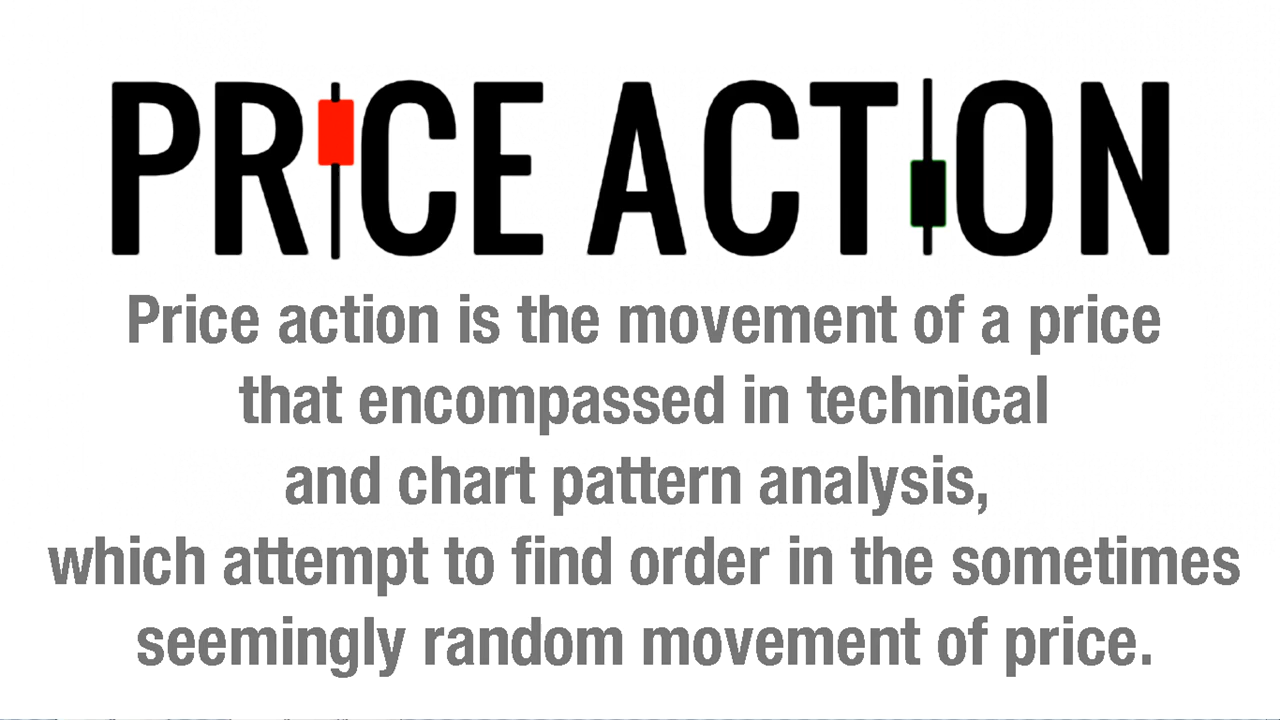 PRICE ACTION
Price action is the movement of a price
that encompassed in technical
and chart pattern analysis,
which attempt to find order in the sometimes
seemingly random movement of price.